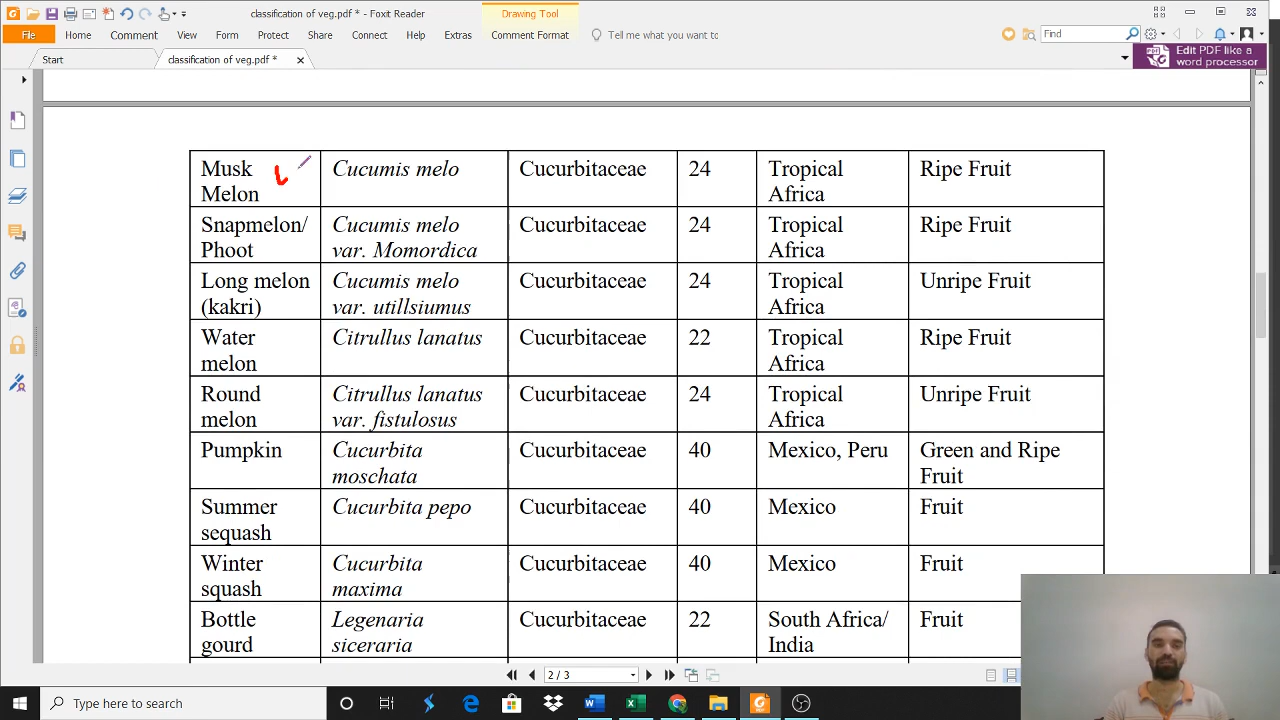 classification of veg.pdf * - Foxit Reader
Drawing Tool
File Home Comment View Form Protect Share Connect Help Extras Comment Format Tell me what you want to Find
Start classification of veg.pdf *
Edit PDF like a
word processor
Musk Cucumis melo Cucurbitaceae 24 Tropical Ripe Fruit
Melon Africa
Snapmelon/ Cucumis melo Cucurbitaceae 24 Tropical Ripe Fruit
Phoot var. Momordica Africa
Long melon Cucumis melo Cucurbitaceae 24 Tropical Unripe Fruit
(kakri) var. utillsiumus Africa
Water Citrullus lanatus Cucurbitaceae 22 Tropical Ripe Fruit
melon Africa
Round Citrullus lanatus Cucurbitaceae 24 Tropical Unripe Fruit
melon var. fistulosus Africa
Pumpkin Cucurbita Cucurbitaceae 40 Mexico, Peru Green and Ripe
moschata Fruit
Summer Cucurbita pepo Cucurbitaceae 40 Mexico Fruit
sequash
Winter Cucurbita Cucurbitaceae 40 Mexico Fruit
squash maxima
Bottle Legenaria Cucurbitaceae 22 South Africa/ Fruit
gourd siceraria India
2 / 3
Type here to search